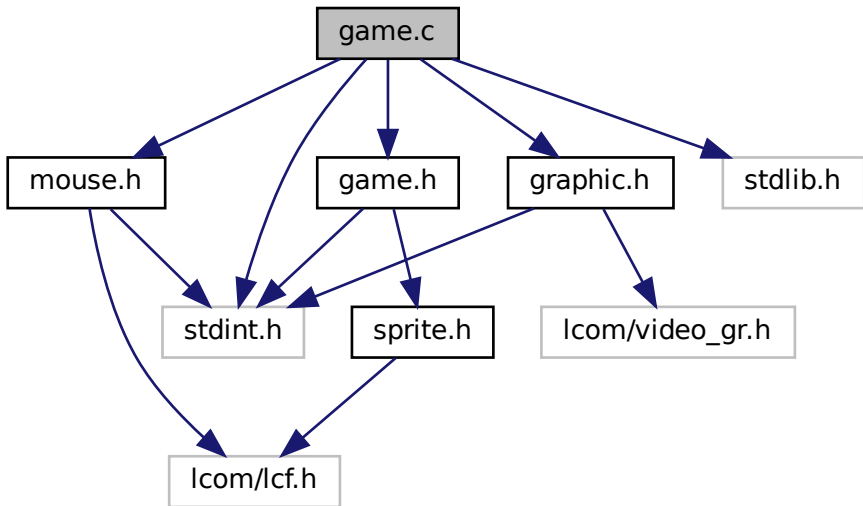 game.c
mouse.h
game.h
graphic.h
stdlib.h
stdint.h
sprite.h
lcom/video_gr.h
lcom/lcf.h